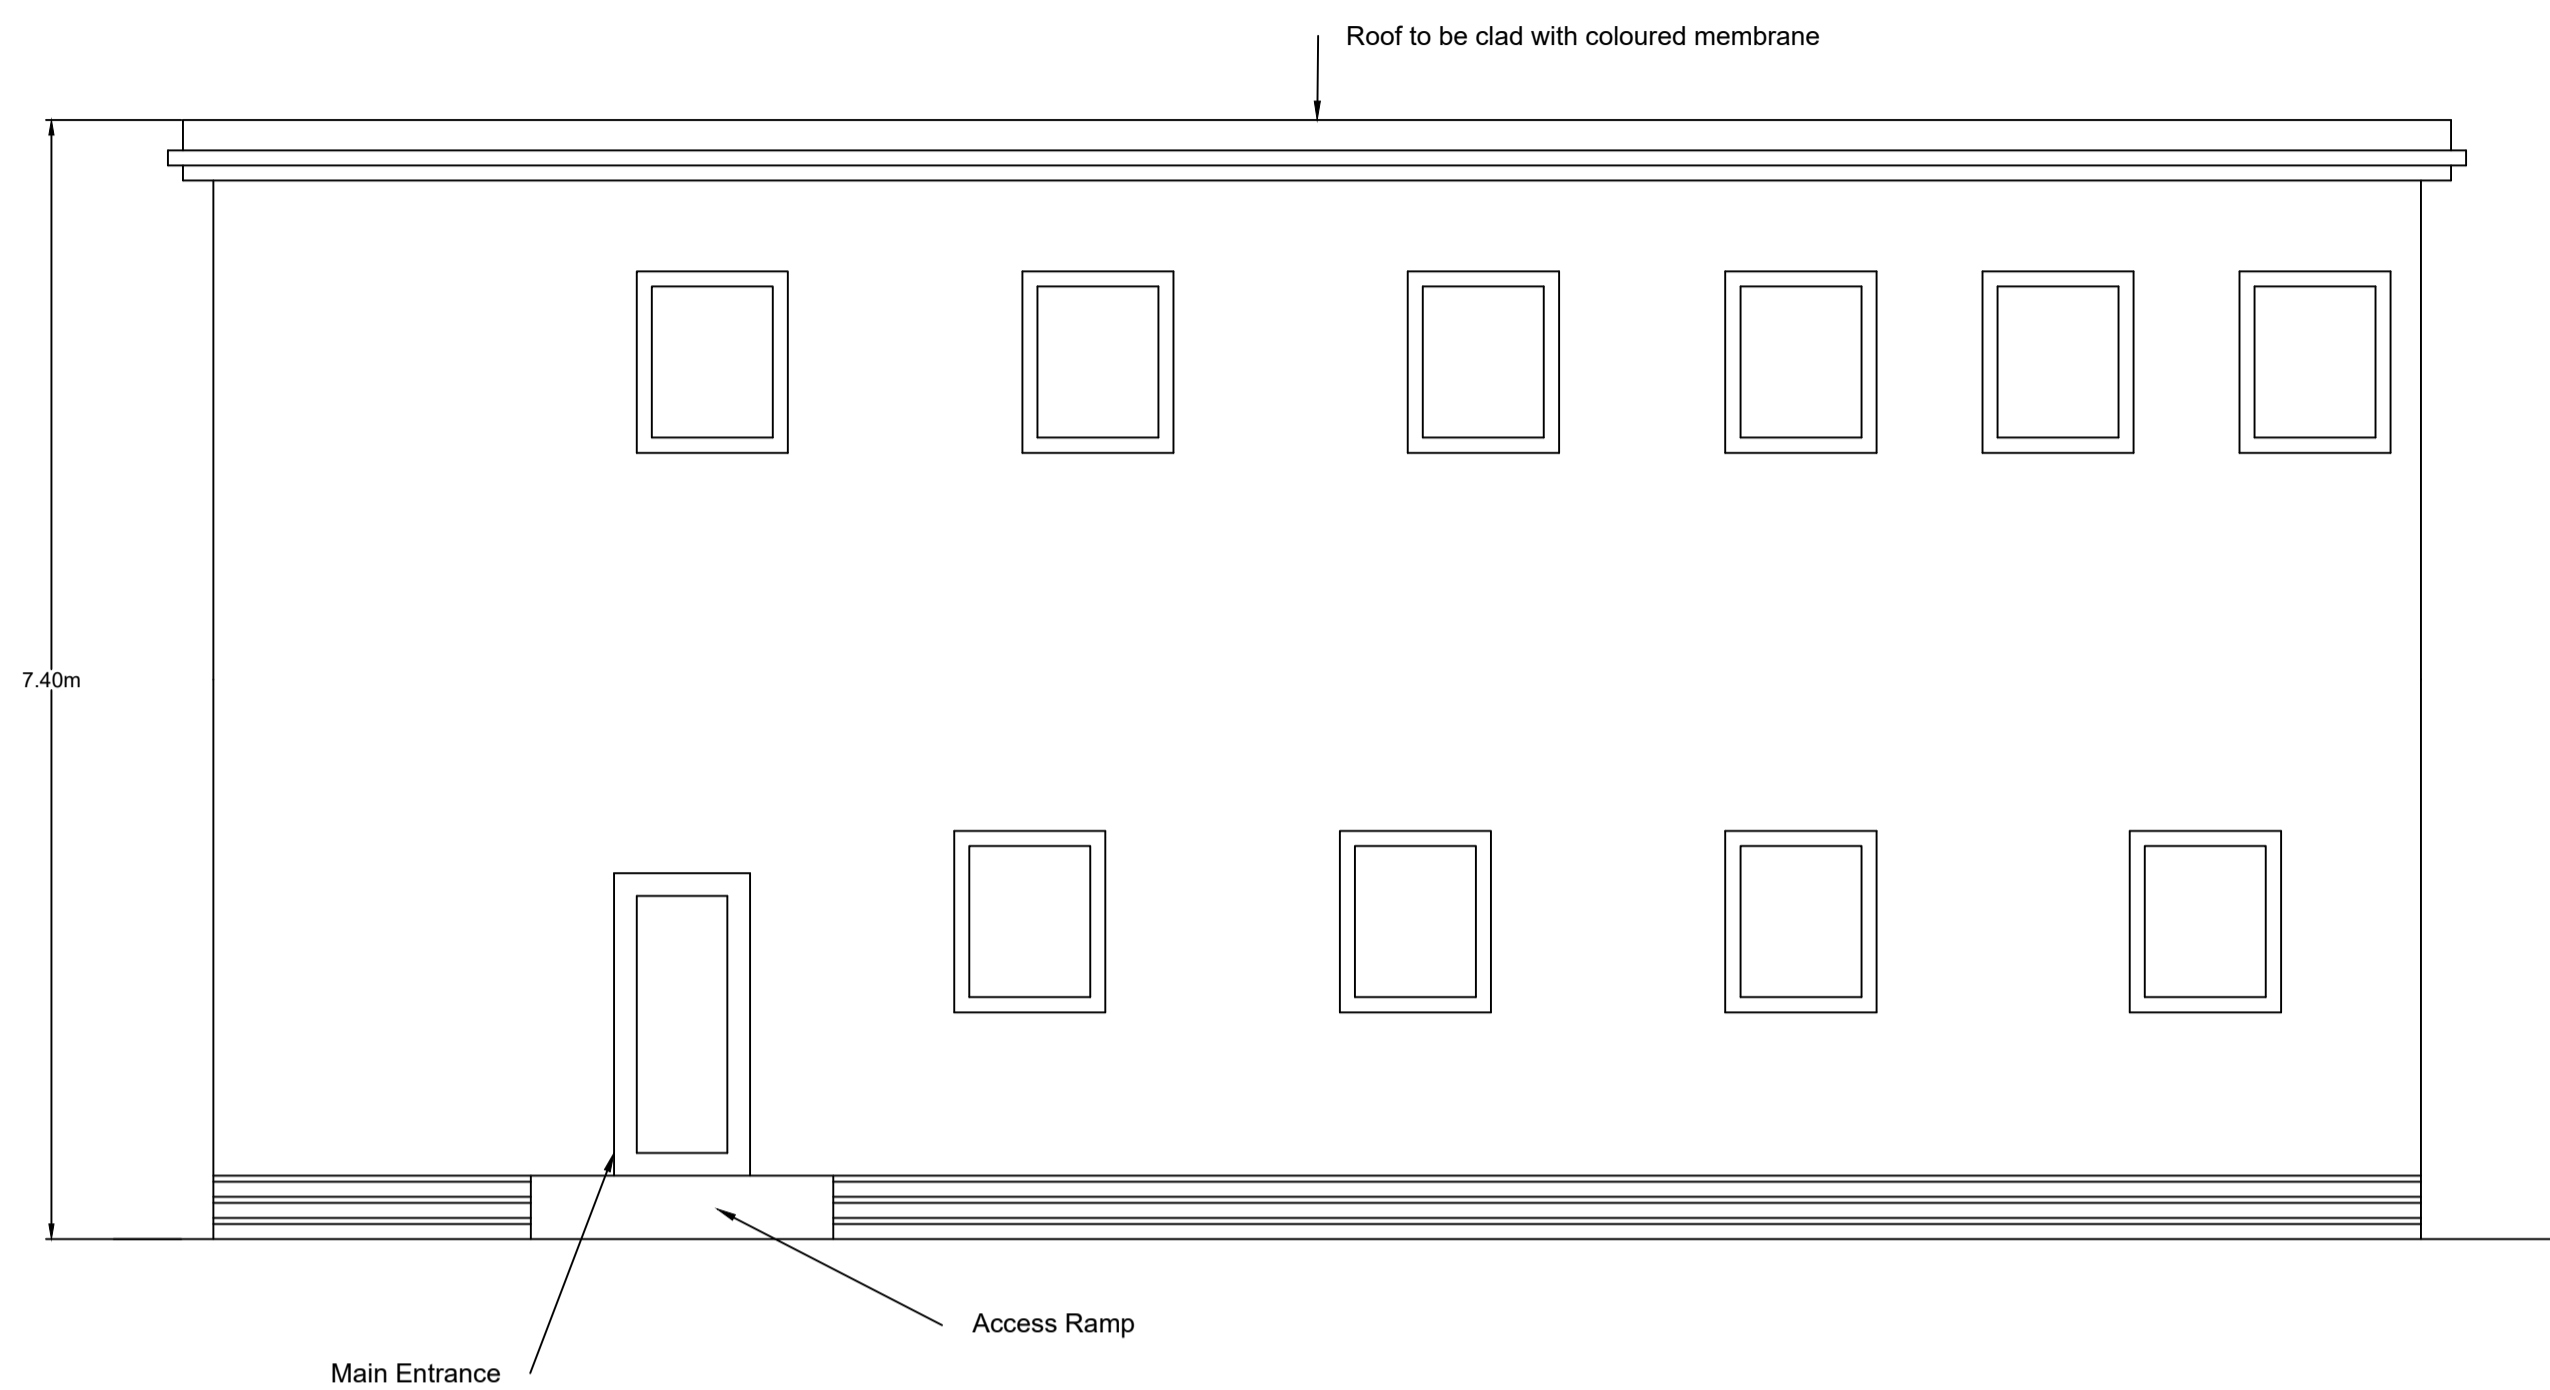 Roof to be clad with coloured membrane
7.40m
Access Ramp
Main Entrance